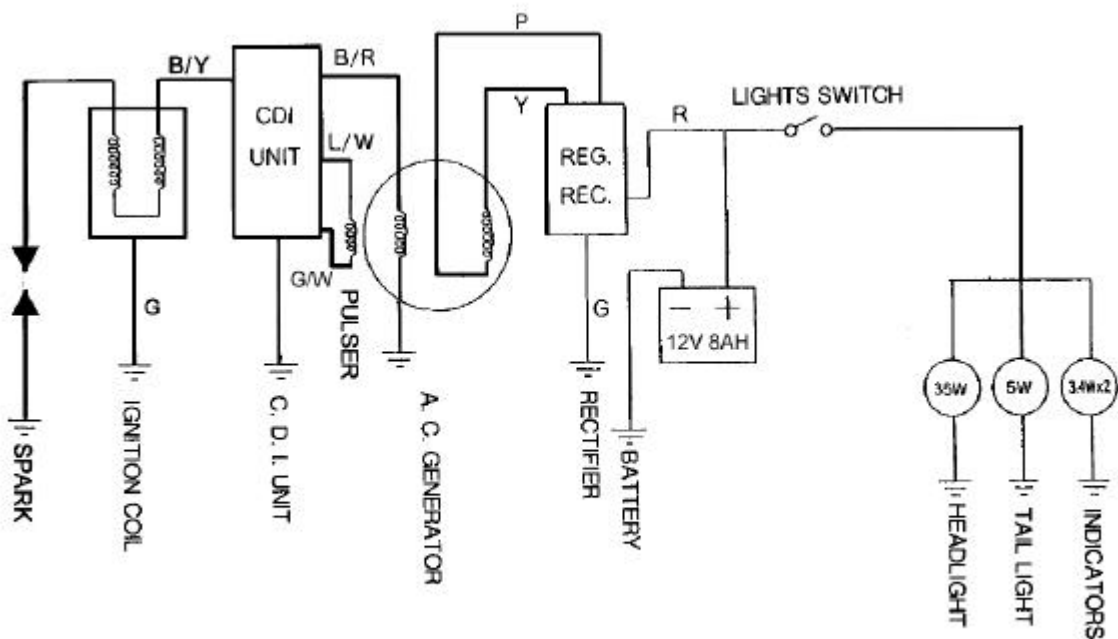 P
B/Y
B/R
Y
LIGHTS SWITCH
R
CDI
UNIT
L/W
REG.
REC.
G/W
G
G
− +
12V 8AH
35W
5W
3.4Wx2
SPARK
IGNITION COIL
C. D. I. UNIT
PULSER
A. C. GENERATOR
RECTIFIER
BATTERY
HEADLIGHT
TAIL LIGHT
INDICATORS